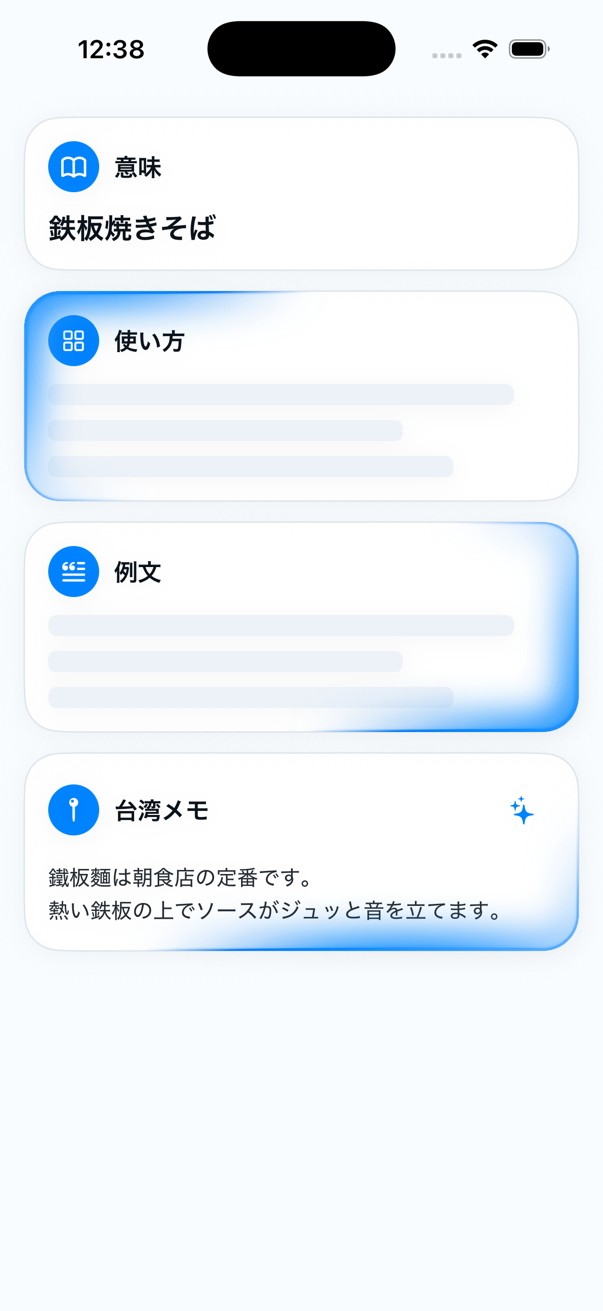 12:38
意味
鉄板焼きそば
使い方
例文
台湾メモ
鐵板麵は朝食店の定番です。
熱い鉄板の上でソースがジュッと音を立てます。